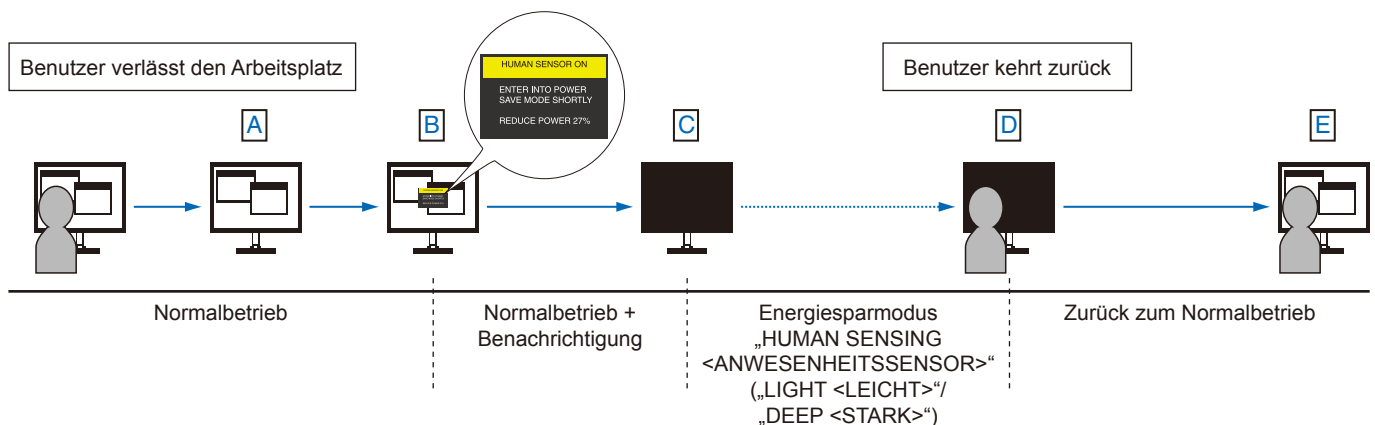 Benutzer verlässt den Arbeitsplatz
HUMAN SENSOR ON
ENTER INTO POWER
SAVE MODE SHORTLY
REDUCE POWER 27%
Benutzer kehrt zurück
A
B
C
D
E
Normalbetrieb
Normalbetrieb +
Benachrichtigung
Energiesparmodus
„HUMAN SENSING
<ANWESENHEITSSENSOR>“
(„LIGHT <LEICHT>“/
„DEEP <STARK>“)
Zurück zum Normalbetrieb